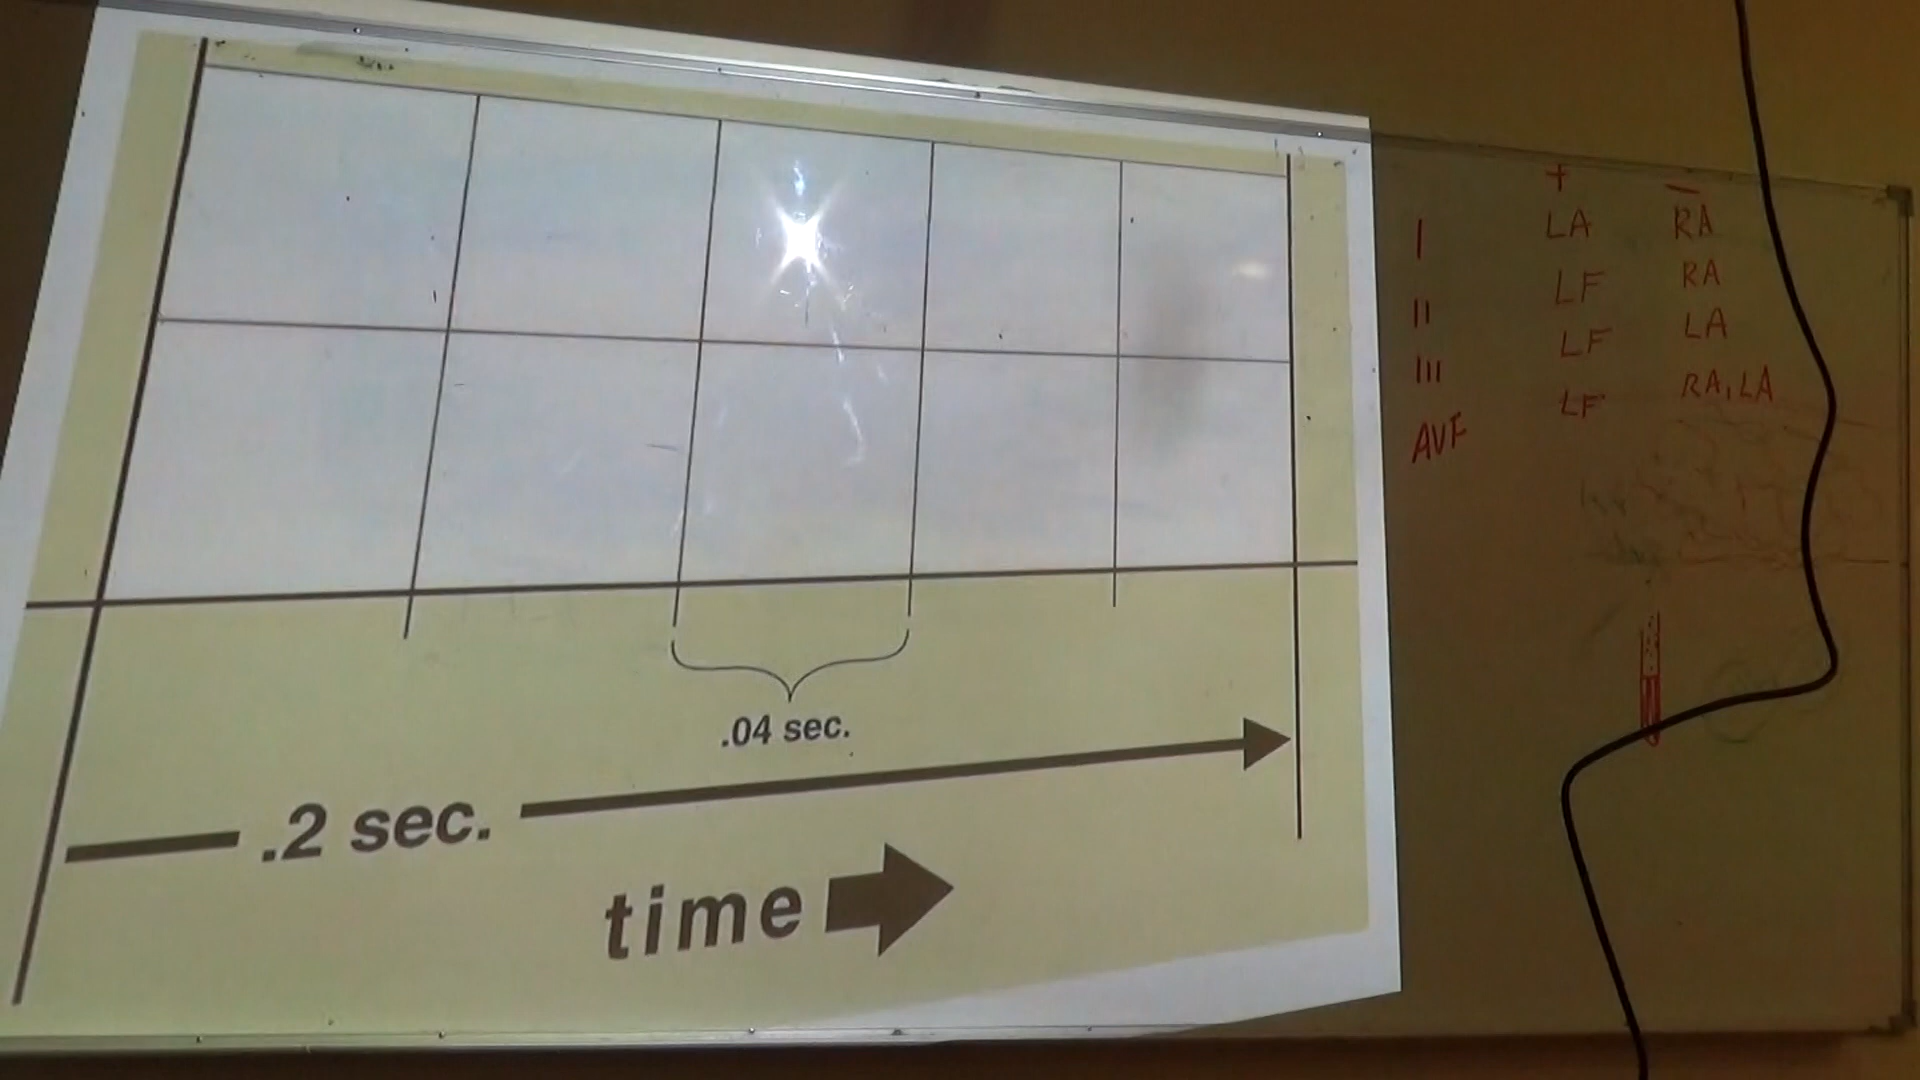 .04 sec.
.2 sec.
time
+ −
I LA RA
II LF RA
III LF LA
AVF LF RA, LA